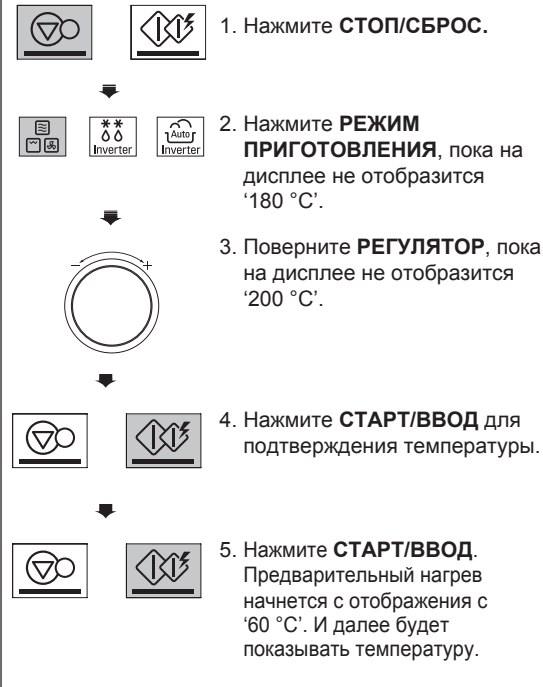 1. Нажмите СТОП/СБРОС.
2. Нажмите РЕЖИМ
ПРИГОТОВЛЕНИЯ, пока на
дисплее не отобразится
‘180 °C’.
Inverter
Auto
Inverter
3. Поверните РЕГУЛЯТОР, пока
на дисплее не отобразится
‘200 °C’.
– +
4. Нажмите СТАРТ/ВВОД для
подтверждения температуры.
5. Нажмите СТАРТ/ВВОД.
Предварительный нагрев
начнется с отображения с
‘60 °C’. И далее будет
показывать температуру.